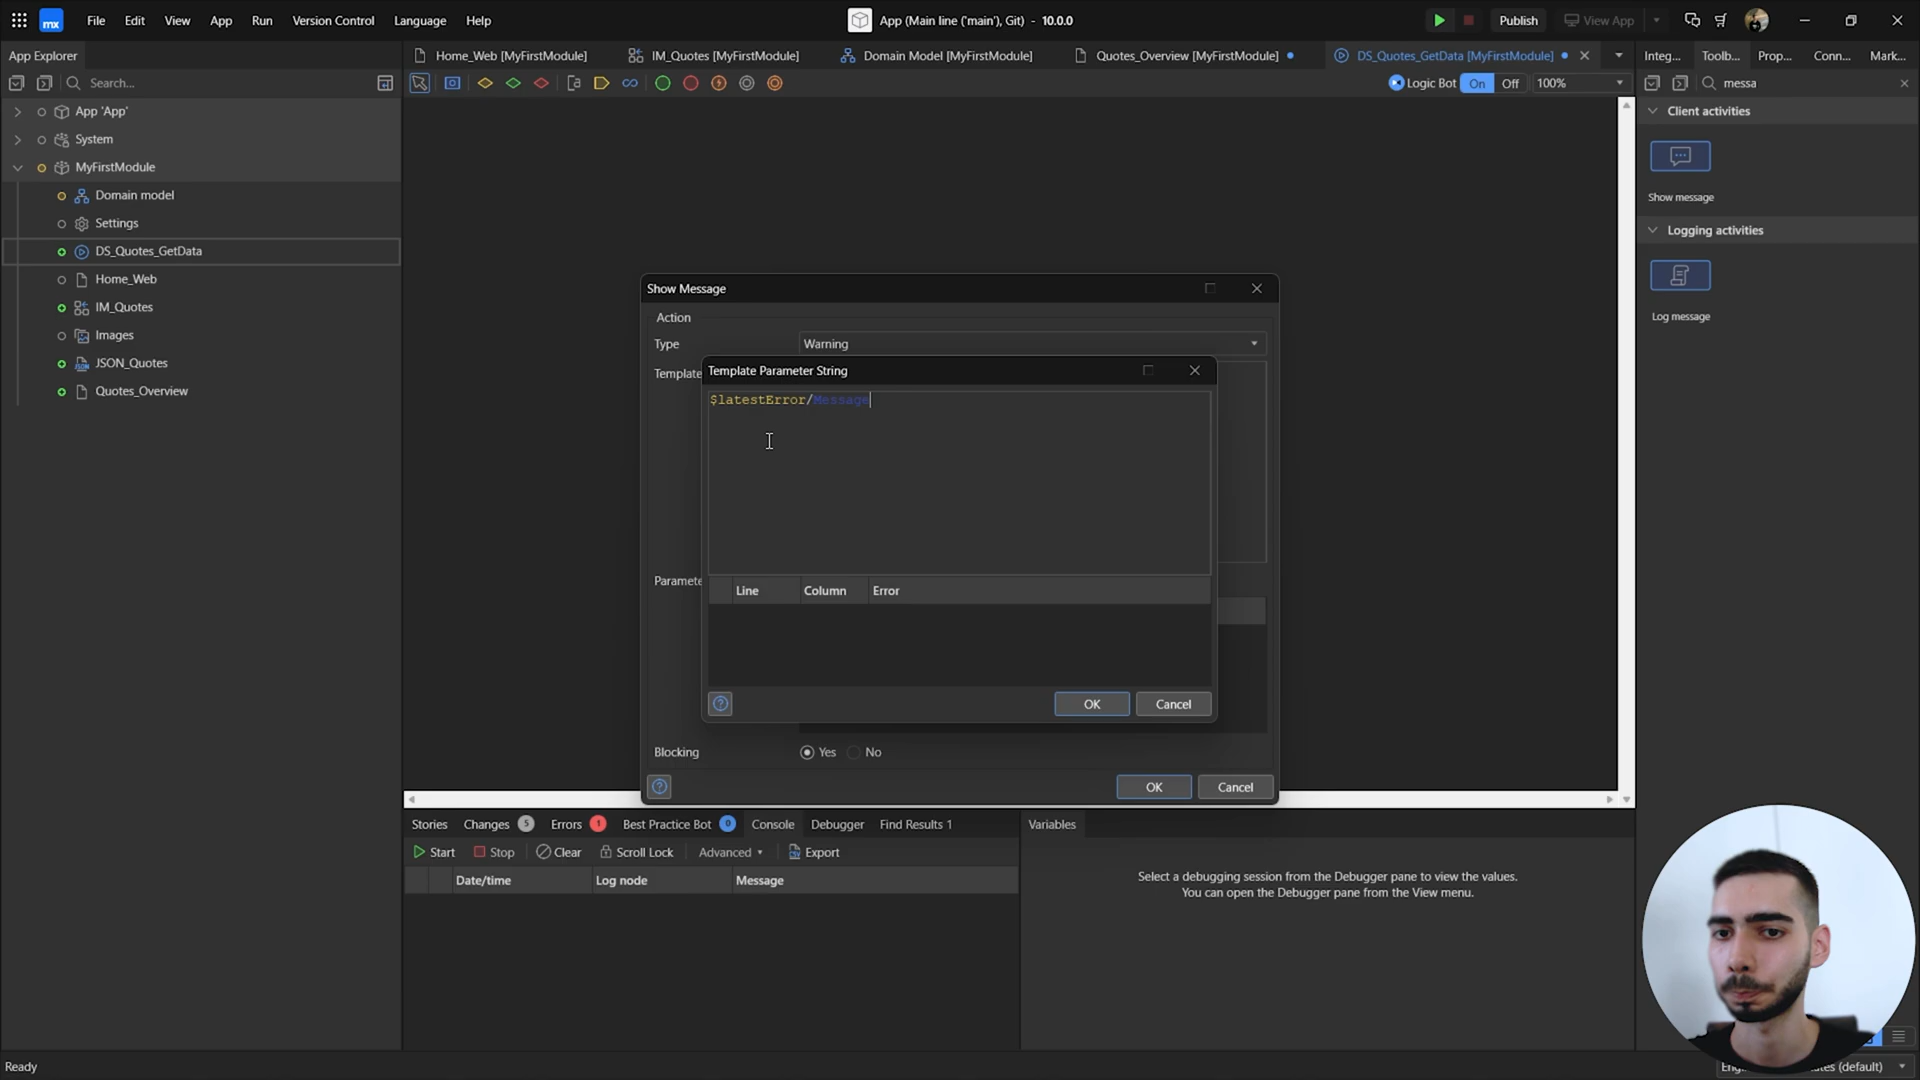 mx File Edit View App Run Version Control Language Help
App (Main line ('main'), Git) - 10.0.0
Publish View App
App Explorer
Home_Web [MyFirstModule] IM_Quotes [MyFirstModule] Domain Model [MyFirstModule] Quotes_Overview [MyFirstModule] DS_Quotes_GetData [MyFirstModule]
Integ... Toolb... Prop... Conn... Mark...
Search...
Logic Bot On Off 100%
messa
App 'App'
System
MyFirstModule
Domain model
Settings
DS_Quotes_GetData
Home_Web
IM_Quotes
Images
JSON_Quotes
Quotes_Overview
Client activities
Show message
Logging activities
Log message
Show Message
Action
Type Warning
Template
Template Parameter String
$latestError/Message
Line Column Error
OK Cancel
Blocking Yes No
OK Cancel
Stories Changes 5 Errors 1 Best Practice Bot 0 Console Debugger Find Results 1
Start Stop Clear Scroll Lock Advanced Export
Date/time Log node Message
Variables
Select a debugging session from the Debugger pane to view the values.
You can open the Debugger pane from the View menu.
Ready
(default)